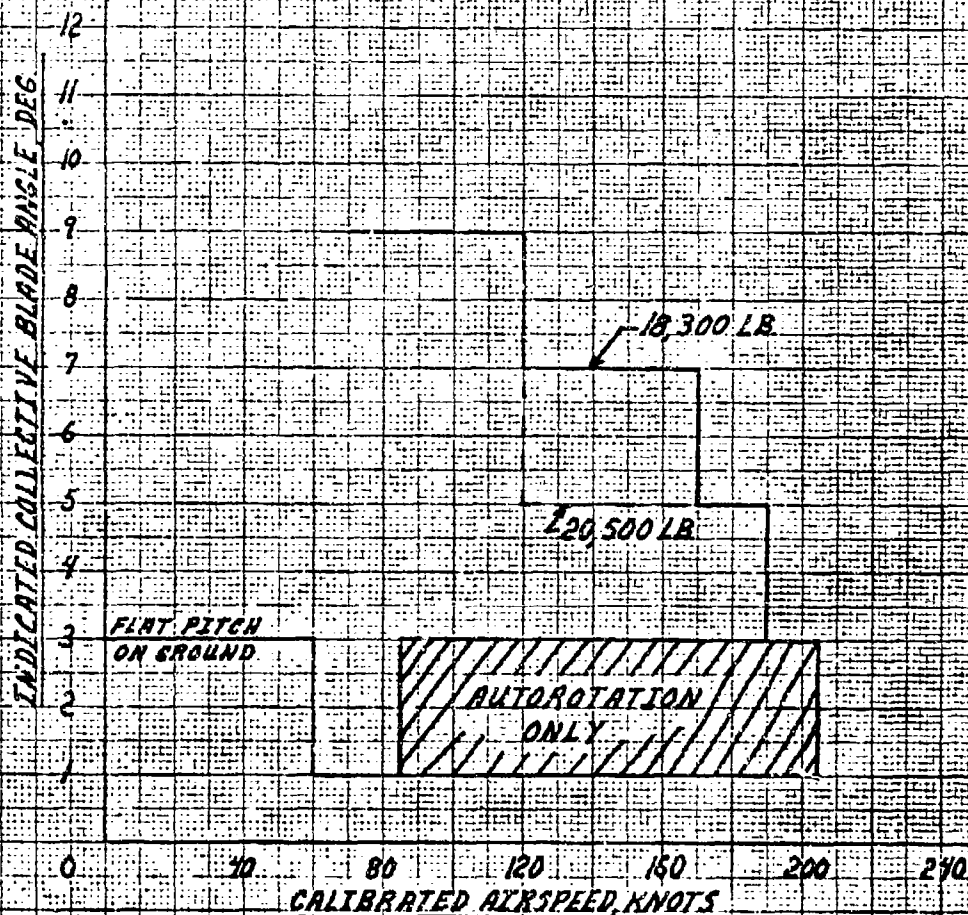 INDICATED COLLECTIVE BLADE ANGLE, DEG
12
11
10
9
8
7
6
5
4
3
2
1
18,300 LB
20,500 LB
FLAT PITCH
ON GROUND
AUTOROTATION
ONLY
0 40 80 120 160 200 240
CALIBRATED AIRSPEED, KNOTS